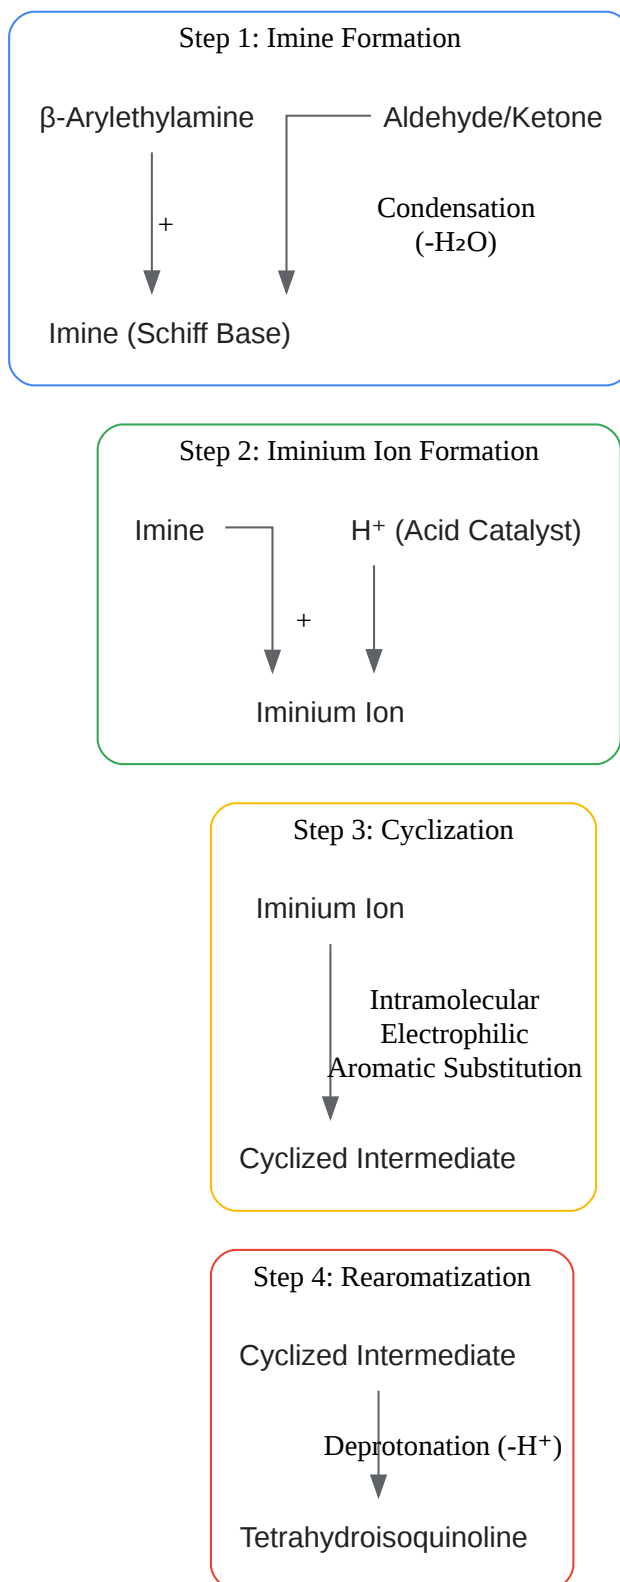 Step 1: Imine Formation
β-Arylethylamine
Aldehyde/Ketone
+
Condensation
(-H₂O)
Imine (Schiff Base)
Step 2: Iminium Ion Formation
Imine
H⁺ (Acid Catalyst)
+
Iminium Ion
Step 3: Cyclization
Iminium Ion
Intramolecular
Electrophilic
Aromatic Substitution
Cyclized Intermediate
Step 4: Rearomatization
Cyclized Intermediate
Deprotonation (-H⁺)
Tetrahydroisoquinoline